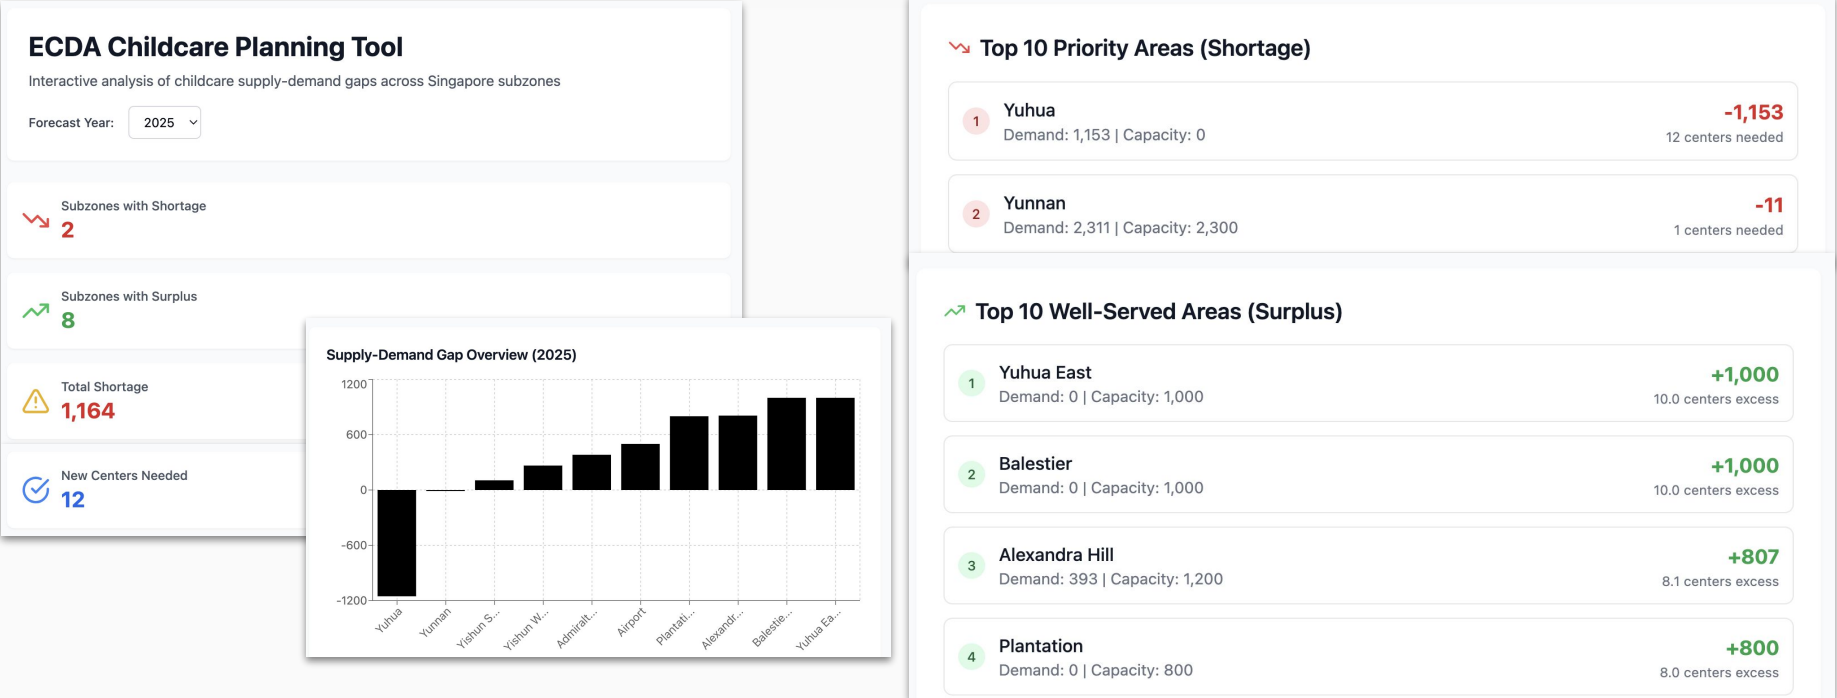 ECDA Childcare Planning Tool
Interactive analysis of childcare supply-demand gaps across Singapore subzones
Forecast Year: 2025
Subzones with Shortage
2
Subzones with Surplus
8
Total Shortage
1,164
New Centers Needed
12
Supply-Demand Gap Overview (2025)
1200
600
0
-600
-1200
Yuhua
Yunnan
Yishun S...
Yishun W...
Admiralt...
Airport
Plantati...
Alexandr...
Balestie...
Yuhua Ea...
Top 10 Priority Areas (Shortage)
1
Yuhua
Demand: 1,153 | Capacity: 0
-1,153
12 centers needed
2
Yunnan
Demand: 2,311 | Capacity: 2,300
-11
1 centers needed
Top 10 Well-Served Areas (Surplus)
1
Yuhua East
Demand: 0 | Capacity: 1,000
+1,000
10.0 centers excess
2
Balestier
Demand: 0 | Capacity: 1,000
+1,000
10.0 centers excess
3
Alexandra Hill
Demand: 393 | Capacity: 1,200
+807
8.1 centers excess
4
Plantation
Demand: 0 | Capacity: 800
+800
8.0 centers excess